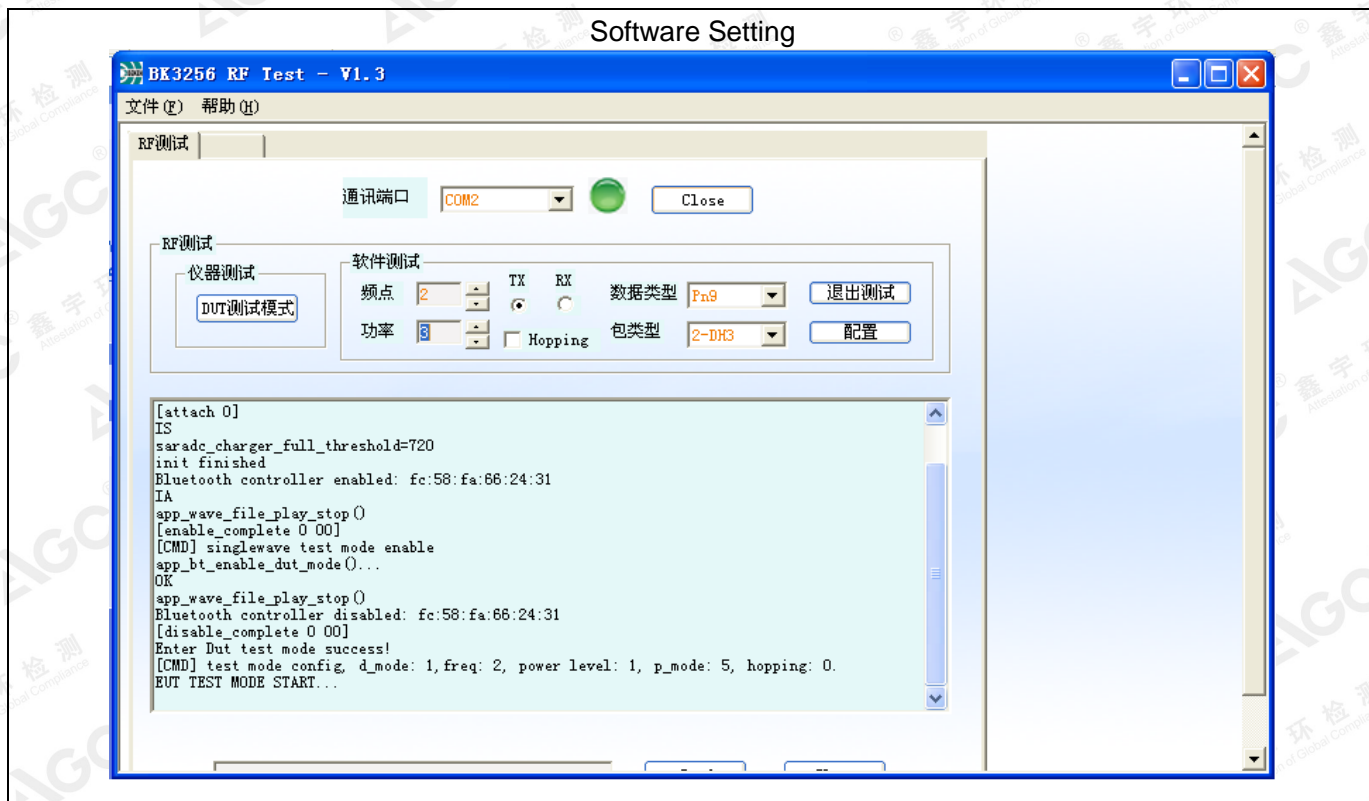 Software Setting
BK3256 RF Test - V1.3
文件(F) 帮助(H)
RF测试
通讯端口 COM2 Close
RF测试
仪器测试
DUT测试模式
软件测试
频点 2 TX RX 数据类型 Pn9 退出测试
功率 3 Hopping 包类型 2-DH3 配置
[attach 0]
IS
saradc_charger_full_threshold=720
init finished
Bluetooth controller enabled: fc:58:fa:66:24:31
IA
app_wave_file_play_stop()
[enable_complete 0 00]
[CMD] singlewave test mode enable
app_bt_enable_dut_mode()...
OK
app_wave_file_play_stop()
Bluetooth controller disabled: fc:58:fa:66:24:31
[disable_complete 0 00]
Enter Dut test mode success!
[CMD] test mode config, d_mode: 1,freq: 2, power level: 1, p_mode: 5, hopping: 0.
EUT TEST MODE START...